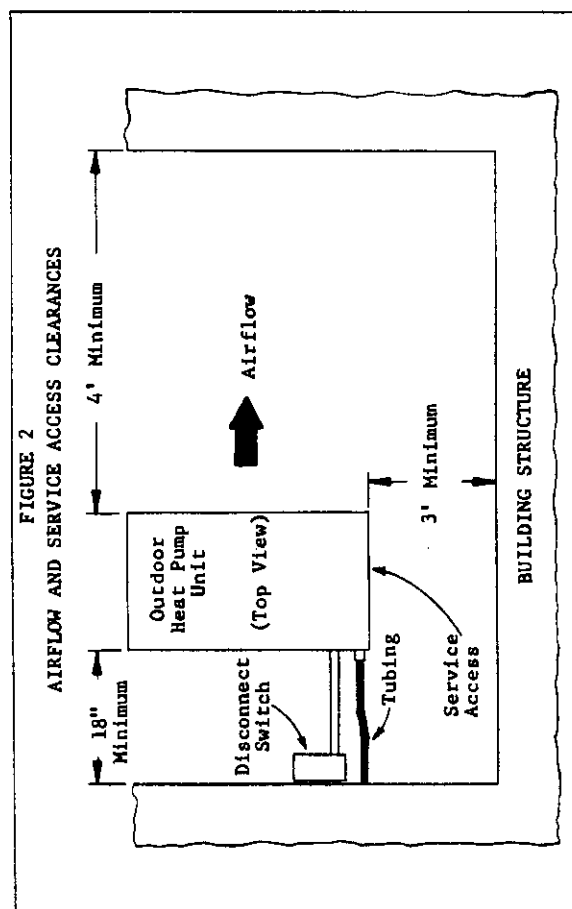 FIGURE 2
AIRFLOW AND SERVICE ACCESS CLEARANCES
18"
Minimum
4' Minimum
Outdoor
Heat Pump
Unit
(Top View)
Airflow
Disconnect
Switch
Tubing
Service
Access
3' Minimum
BUILDING STRUCTURE